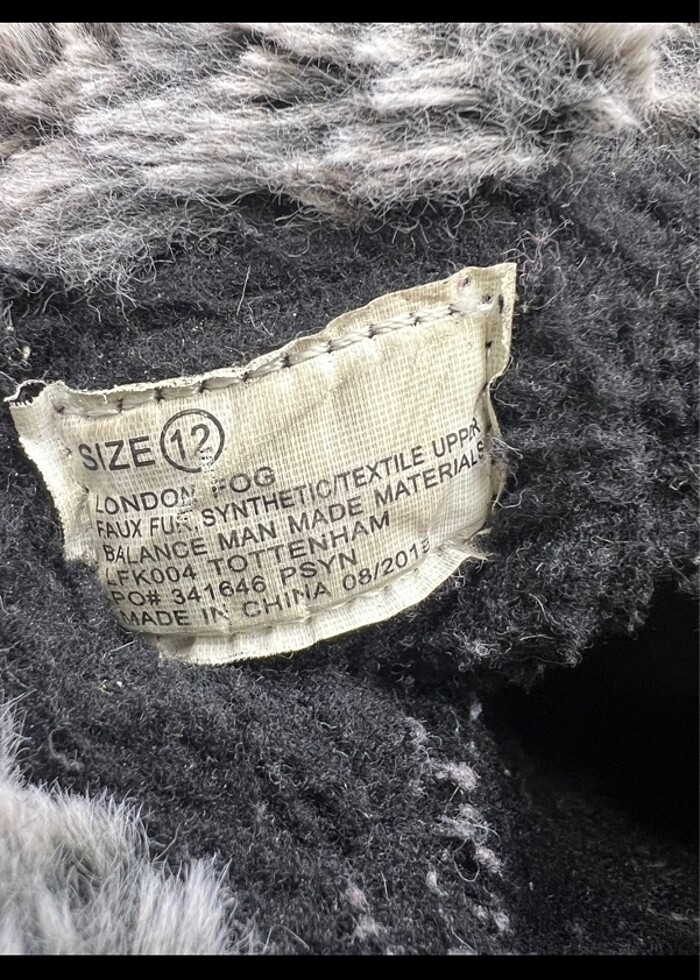 SIZE 12
LONDON FOG
FAUX FUR, SYNTHETIC/TEXTILE UPPER
BALANCE MAN MADE MATERIALS
LFK004 TOTTENHAM
PO# 341646 PSYN
MADE IN CHINA